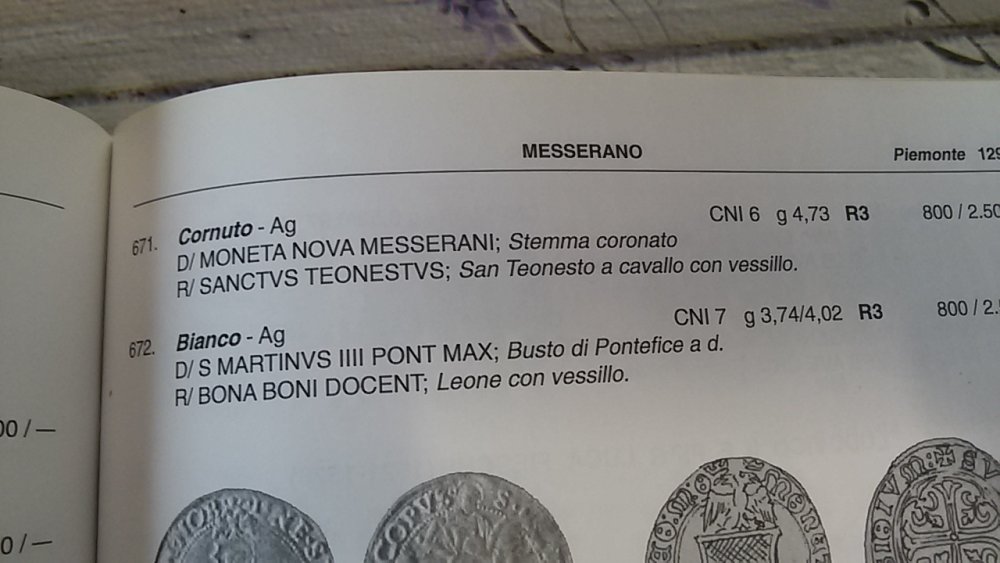 MESSERANO
Piemonte 129
671. Cornuto - Ag CNI 6 g 4,73 R3 800 / 2.50
D/ MONETA NOVA MESSERANI; Stemma coronato
R/ SANCTVS TEONESTVS; San Teonesto a cavallo con vessillo.
672. Bianco - Ag CNI 7 g 3,74/4,02 R3 800 / 2.
D/ S MARTINVS IIII PONT MAX; Busto di Pontefice a d.
R/ BONA BONI DOCENT; Leone con vessillo.
00 / —
0 / —